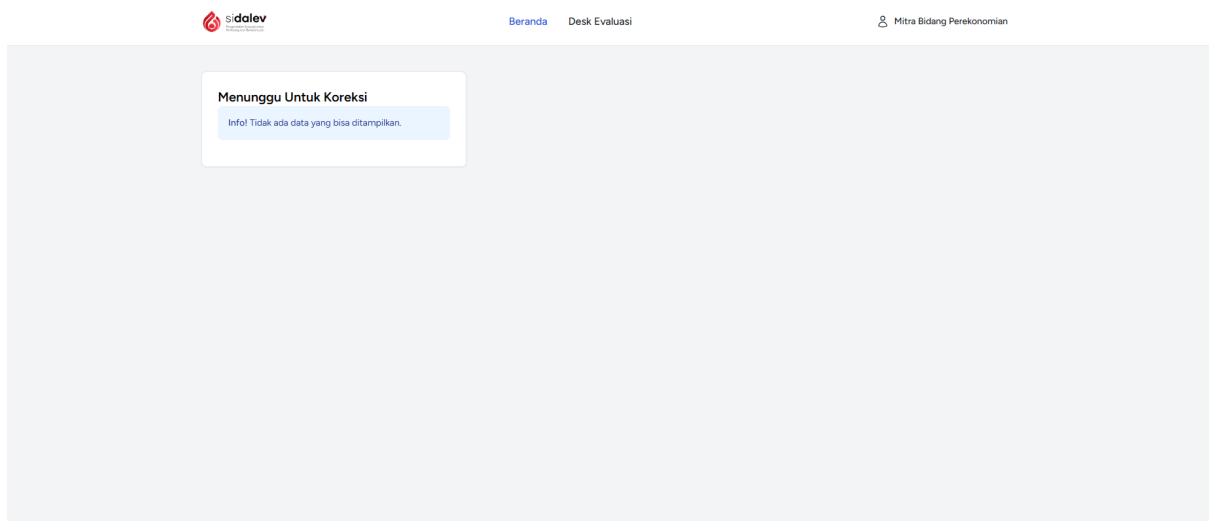 sidalev
Beranda
Desk Evaluasi
Mitra Bidang Perekonomian
Menunggu Untuk Koreksi
Info! Tidak ada data yang bisa ditampilkan.